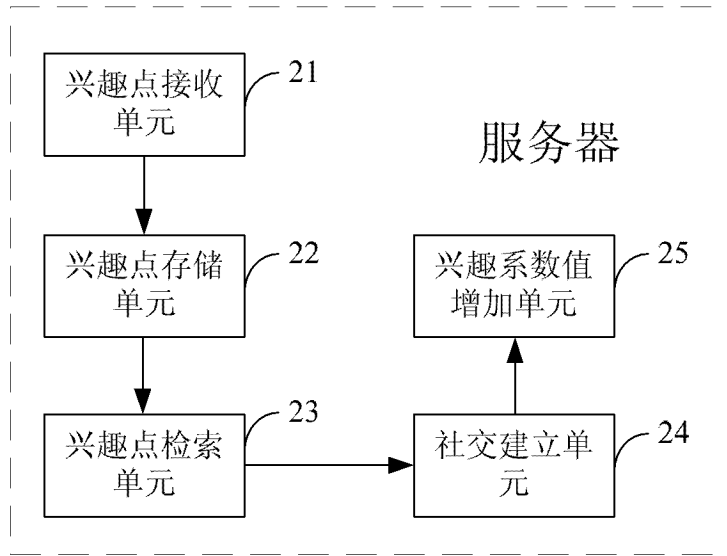 兴趣点接收
单元
21
服务器
兴趣点存储
单元
22
兴趣系数值
增加单元
25
兴趣点检索
单元
23
社交建立单
元
24